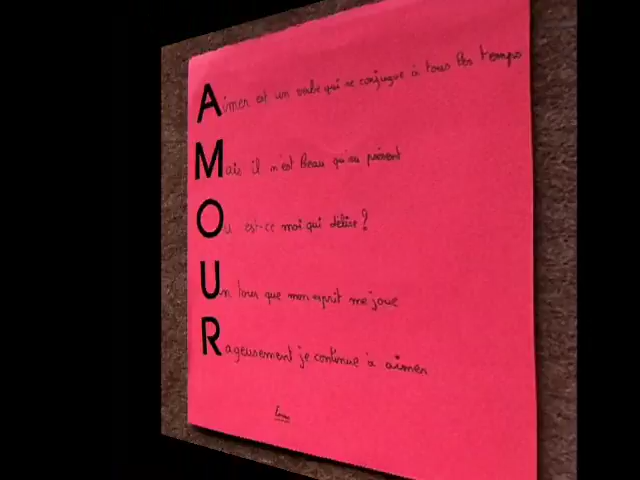 Aimer est un verbe qui se conjugue à tous les temps
Mais il n'est Beau qu'au présent
Ou est-ce moi qui délire ?
Un tour que mon esprit me joue
Rageusement je continue à aimer